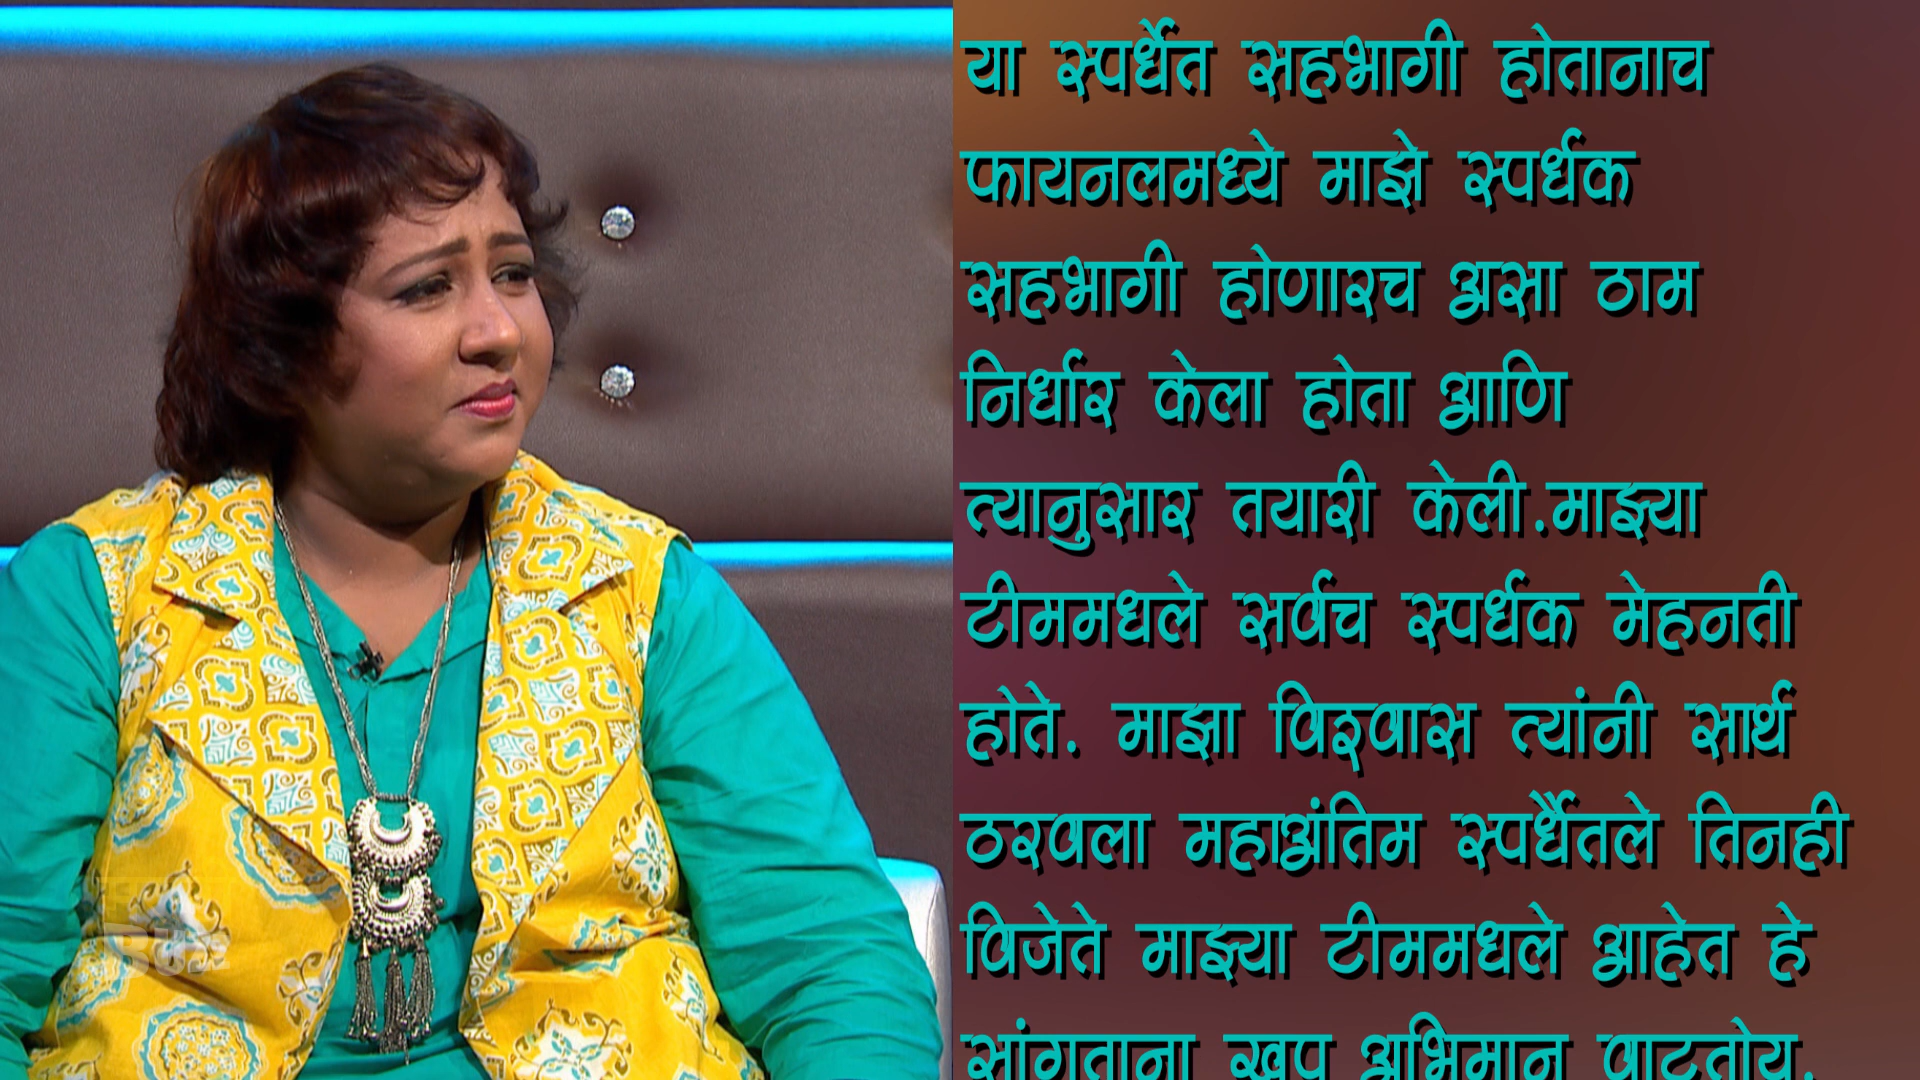 या स्पर्धेत सहभागी होतानाच
फायनलमध्ये माझे स्पर्धक
सहभागी होणारच असा ठाम
निर्धार केला होता आणि
त्यानुसार तयारी केली.माझ्या
टीममधले सर्वच स्पर्धक मेहनती
होते. माझा विश्वास त्यांनी सार्थ
ठरवला महाअंतिम स्पर्धेतले तिनही
विजेते माझ्या टीममधले आहेत हे
सांगताना खुप अभिमान वाटतोय.